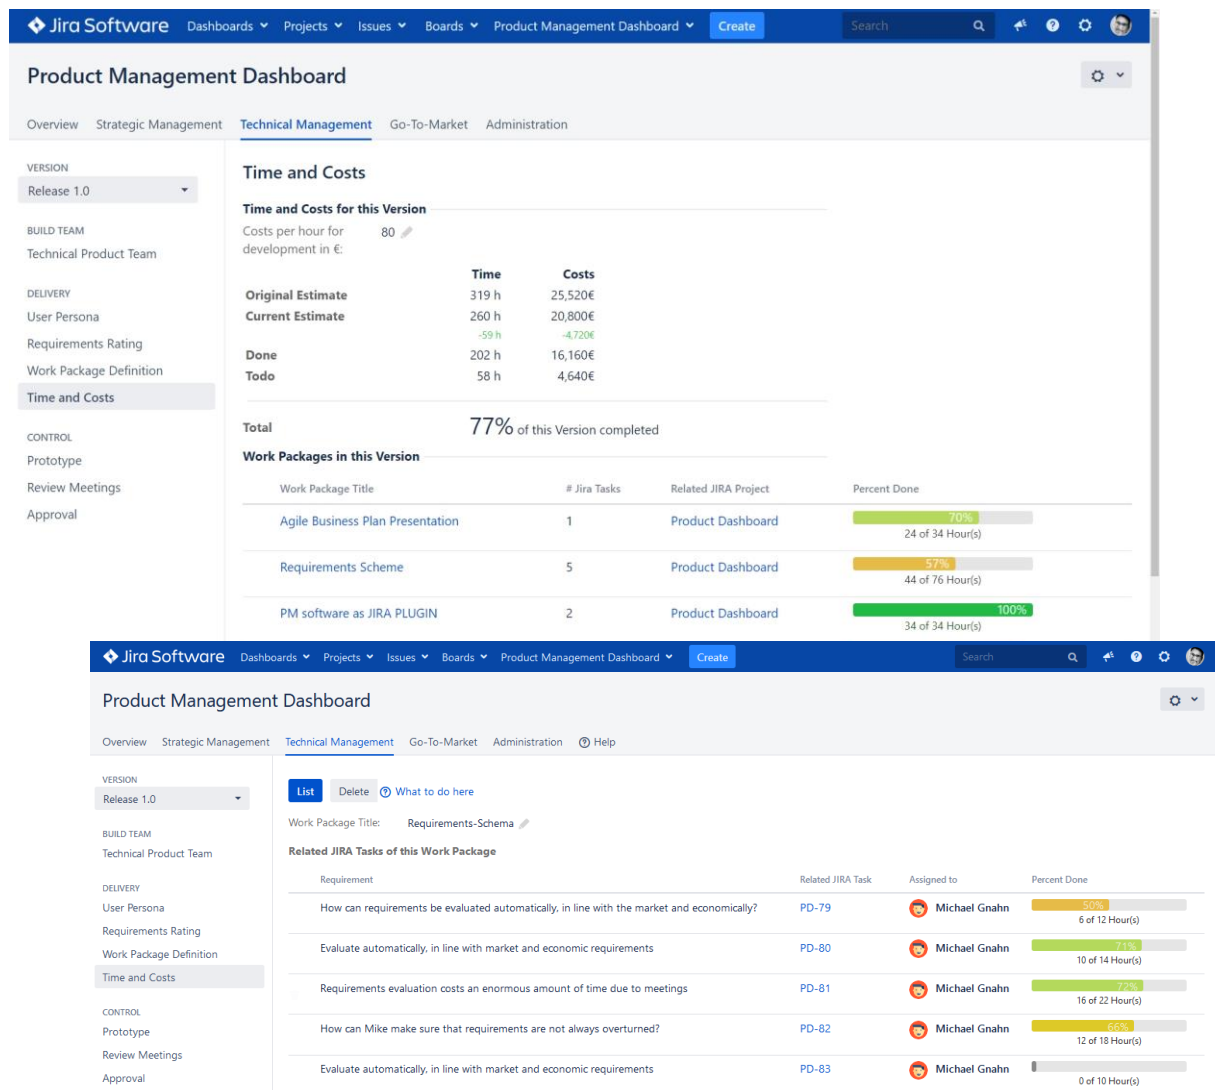 Jira Software Dashboards Projects Issues Boards Product Management Dashboard Create Search
Product Management Dashboard
Overview Strategic Management Technical Management Go-To-Market Administration
VERSION
Release 1.0
BUILD TEAM
Technical Product Team
DELIVERY
User Persona
Requirements Rating
Work Package Definition
Time and Costs
CONTROL
Prototype
Review Meetings
Approval
Time and Costs
Time and Costs for this Version
Costs per hour for 80
development in €:
Time Costs
Original Estimate 319 h 25,520€
Current Estimate 260 h 20,800€
-59 h -4,720€
Done 202 h 16,160€
Todo 58 h 4,640€
Total 77% of this Version completed
Work Packages in this Version
Work Package Title # Jira Tasks Related JIRA Project Percent Done
Agile Business Plan Presentation 1 Product Dashboard 70%
24 of 34 Hour(s)
Requirements Scheme 5 Product Dashboard 57%
44 of 76 Hour(s)
PM software as JIRA PLUGIN 2 Product Dashboard 100%
34 of 34 Hour(s)
Jira Software Dashboards Projects Issues Boards Product Management Dashboard Create Search
Product Management Dashboard
Overview Strategic Management Technical Management Go-To-Market Administration Help
VERSION
Release 1.0
BUILD TEAM
Technical Product Team
DELIVERY
User Persona
Requirements Rating
Work Package Definition
Time and Costs
CONTROL
Prototype
Review Meetings
Approval
List Delete What to do here
Work Package Title: Requirements-Schema
Related JIRA Tasks of this Work Package
Requirement Related JIRA Task Assigned to Percent Done
How can requirements be evaluated automatically, in line with the market and economically? PD-79 Michael Gnahn 50%
6 of 12 Hour(s)
Evaluate automatically, in line with market and economic requirements PD-80 Michael Gnahn 71%
10 of 14 Hour(s)
Requirements evaluation costs an enormous amount of time due to meetings PD-81 Michael Gnahn 72%
16 of 22 Hour(s)
How can Mike make sure that requirements are not always overturned? PD-82 Michael Gnahn 66%
12 of 18 Hour(s)
Evaluate automatically, in line with market and economic requirements PD-83 Michael Gnahn
0 of 10 Hour(s)